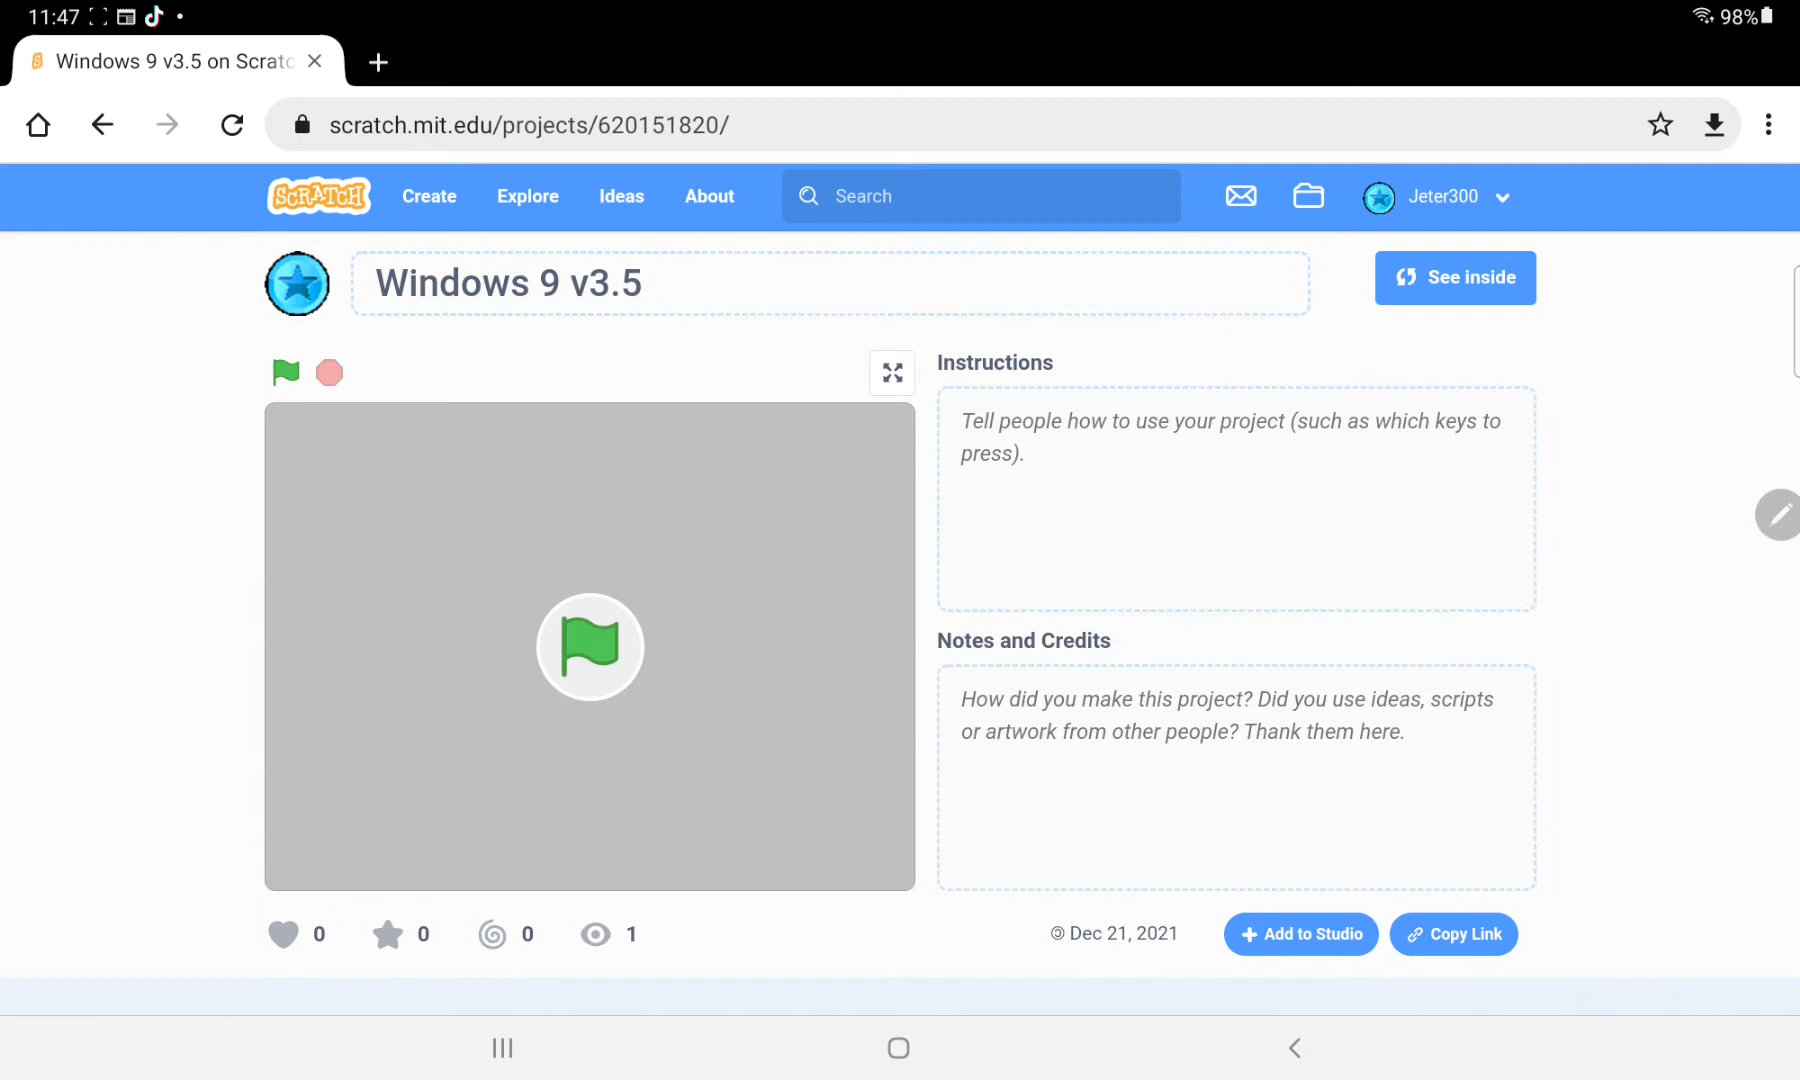 11:47
98%
Windows 9 v3.5 on Scratc
scratch.mit.edu/projects/620151820/
SCRATCH
Create
Explore
Ideas
About
Search
Jeter300
Windows 9 v3.5
See inside
Instructions
Tell people how to use your project (such as which keys to
press).
Notes and Credits
How did you make this project? Did you use ideas, scripts
or artwork from other people? Thank them here.
0
0
0
1
Dec 21, 2021
Add to Studio
Copy Link